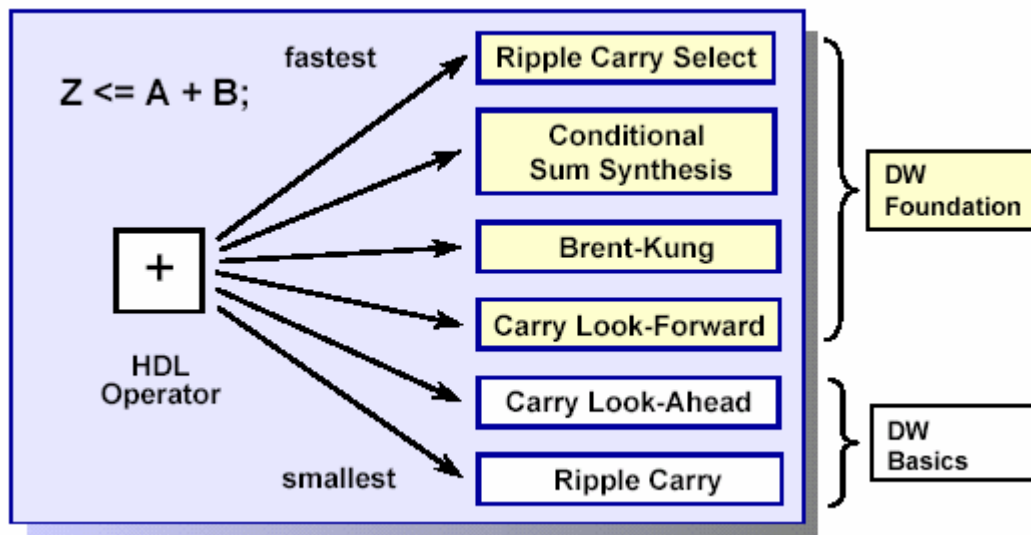 fastest
Z <= A + B;
+
HDL
Operator
smallest
Ripple Carry Select
Conditional
Sum Synthesis
Brent-Kung
Carry Look-Forward
Carry Look-Ahead
Ripple Carry
DW
Foundation
DW
Basics